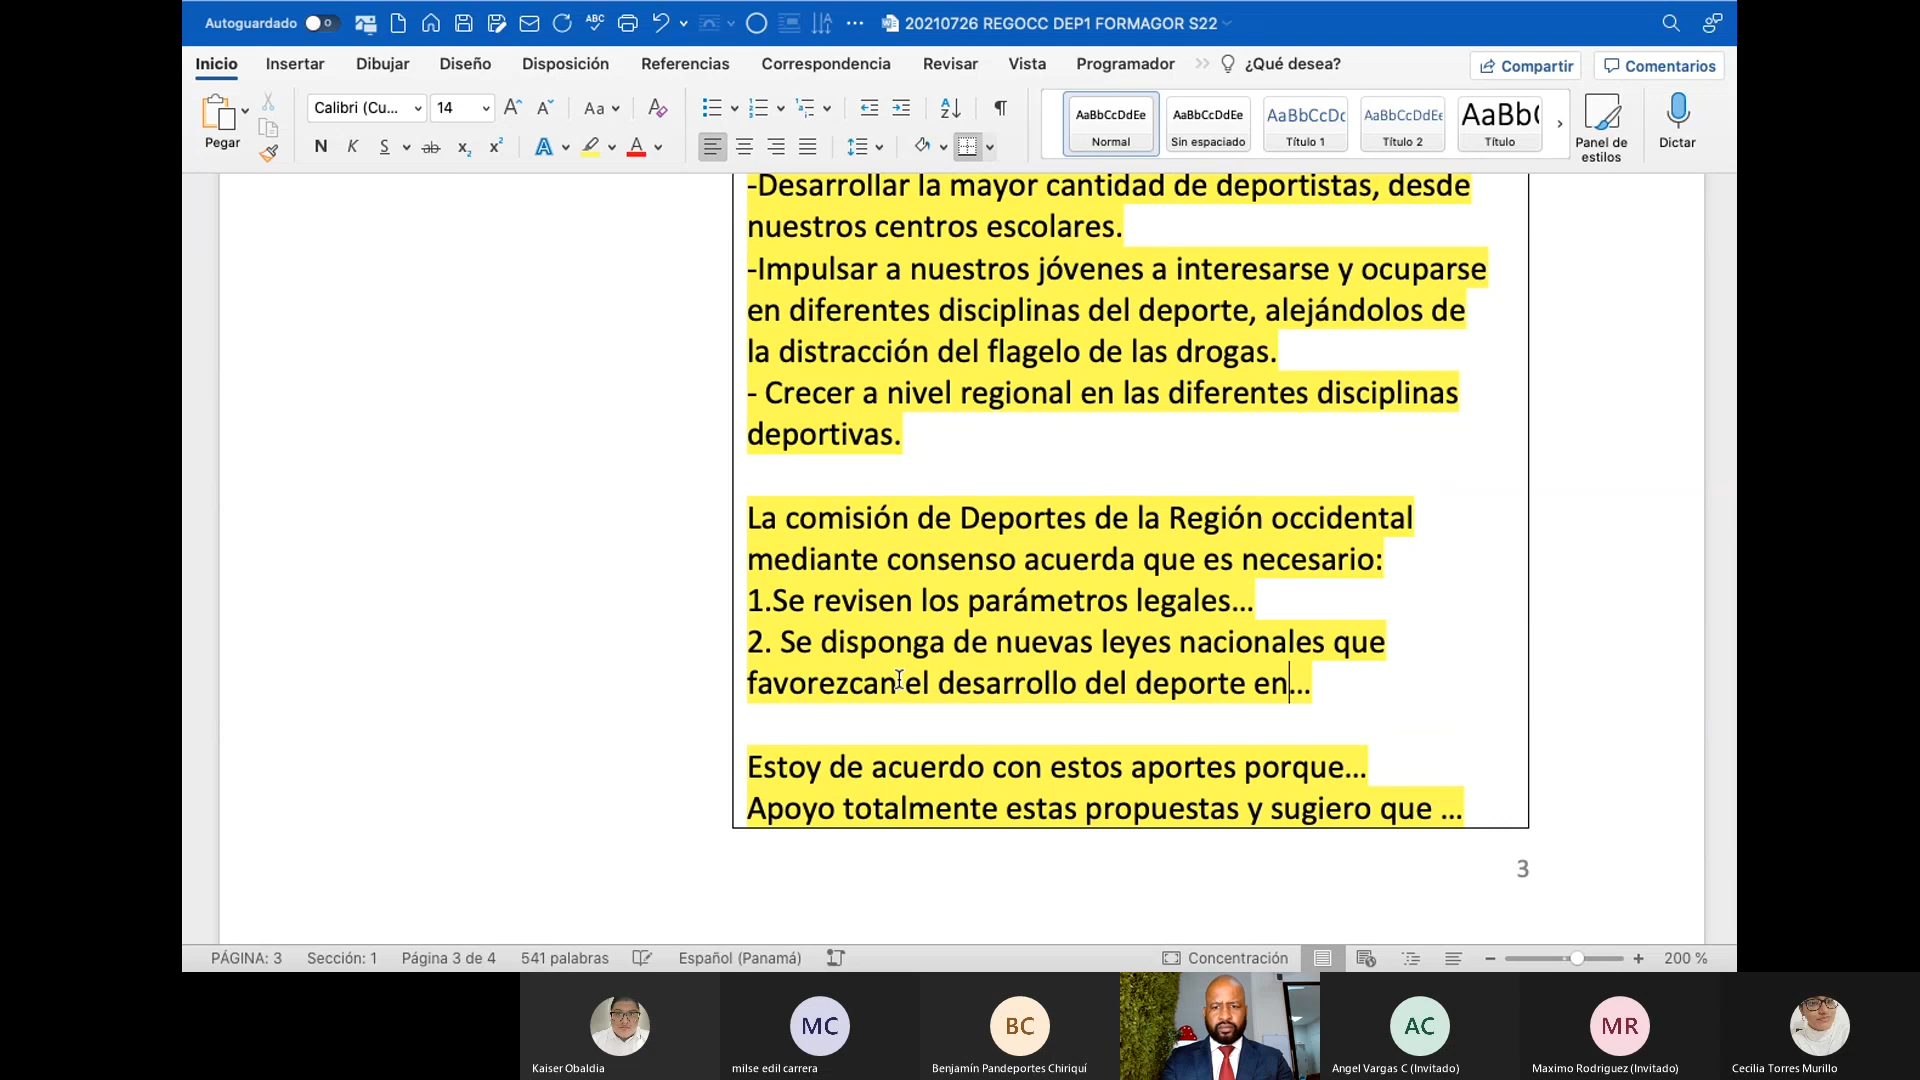 Autoguardado
20210726 REGOCC DEP1 FORMAGOR S22
Inicio Insertar Dibujar Diseño Disposición Referencias Correspondencia Revisar Vista Programador ¿Qué desea? Compartir Comentarios
Pegar
Calibri (Cu... 14
AaBbCcDdEe AaBbCcDdEe AaBbCcDc AaBbCcDdEe AaBb(
Normal Sin espaciado Título 1 Título 2 Título
Panel de estilos
Dictar
-Desarrollar la mayor cantidad de deportistas, desde
nuestros centros escolares.
-Impulsar a nuestros jóvenes a interesarse y ocuparse
en diferentes disciplinas del deporte, alejándolos de
la distracción del flagelo de las drogas.
- Crecer a nivel regional en las diferentes disciplinas
deportivas.
La comisión de Deportes de la Región occidental
mediante consenso acuerda que es necesario:
1.Se revisen los parámetros legales...
2. Se disponga de nuevas leyes nacionales que
favorezcan el desarrollo del deporte en...
Estoy de acuerdo con estos aportes porque...
Apoyo totalmente estas propuestas y sugiero que ...
3
PÁGINA: 3 Sección: 1 Página 3 de 4 541 palabras Español (Panamá) Concentración 200 %
MC BC AC MR
Kaiser Obaldia milse edil carrera Benjamín Pandeportes Chiriquí Angel Vargas C (Invitado) Maximo Rodriguez (Invitado) Cecilia Torres Murillo